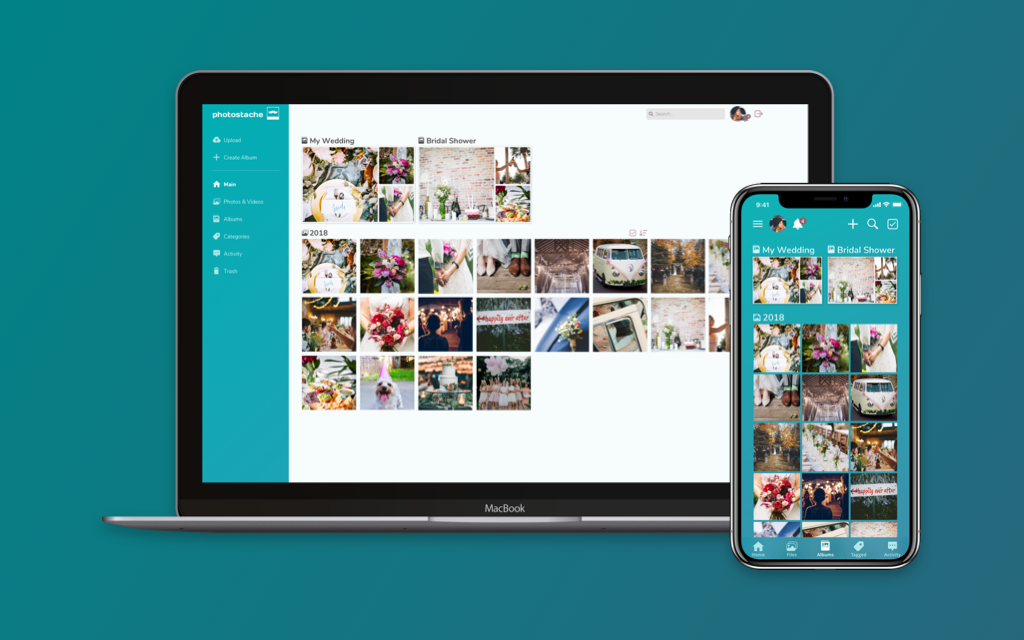 photostache
Search
Upload
Create Album
Main
Photos & Videos
Albums
Categories
Activity
Trash
My Wedding
Bridal Shower
2018
happily ever after
MacBook
9:41
My Wedding
Bridal Shower
2018
happily ever after
Home
Files
Albums
Tagged
Activity